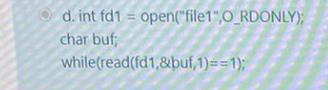 d. int fd1 = open("file1",O_RDONLY);
char buf;
while(read(fd1,&buf,1)==1);